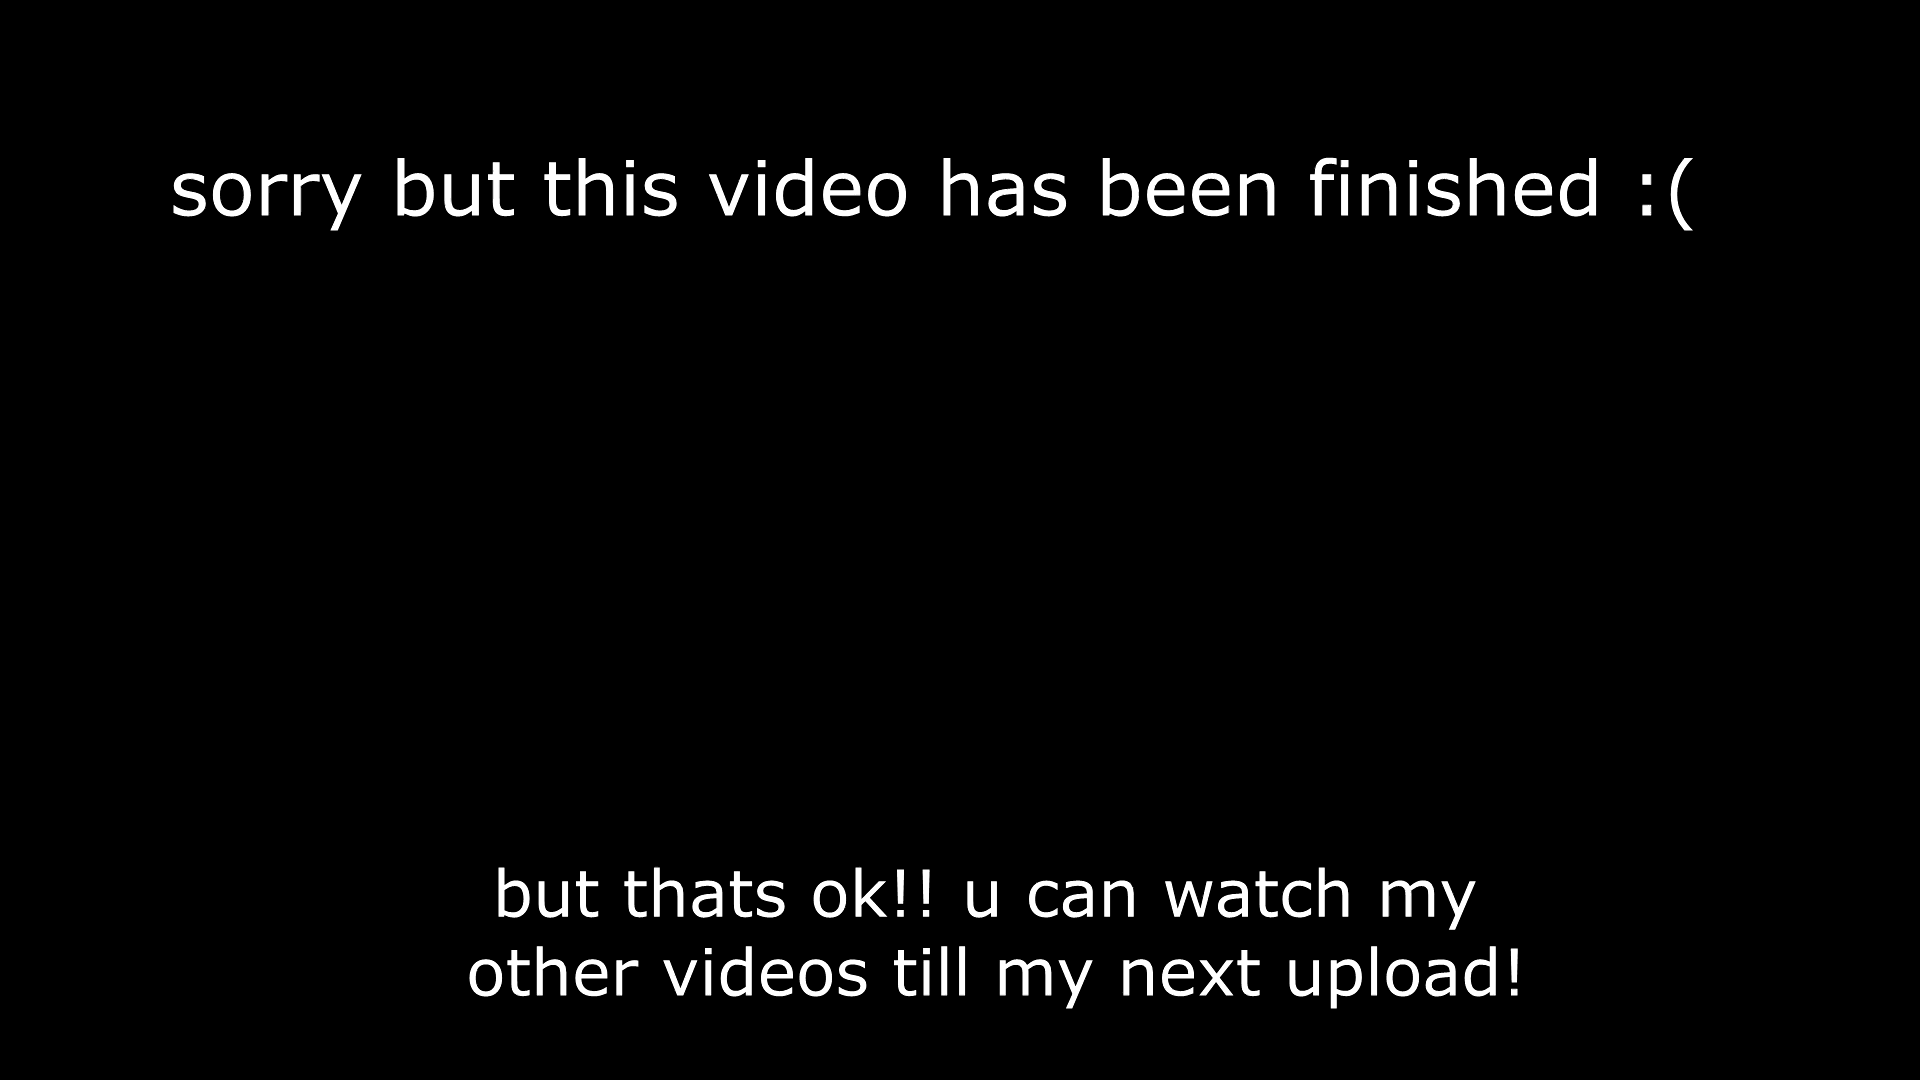 sorry but this video has been finished :(
but thats ok!! u can watch my
other videos till my next upload!